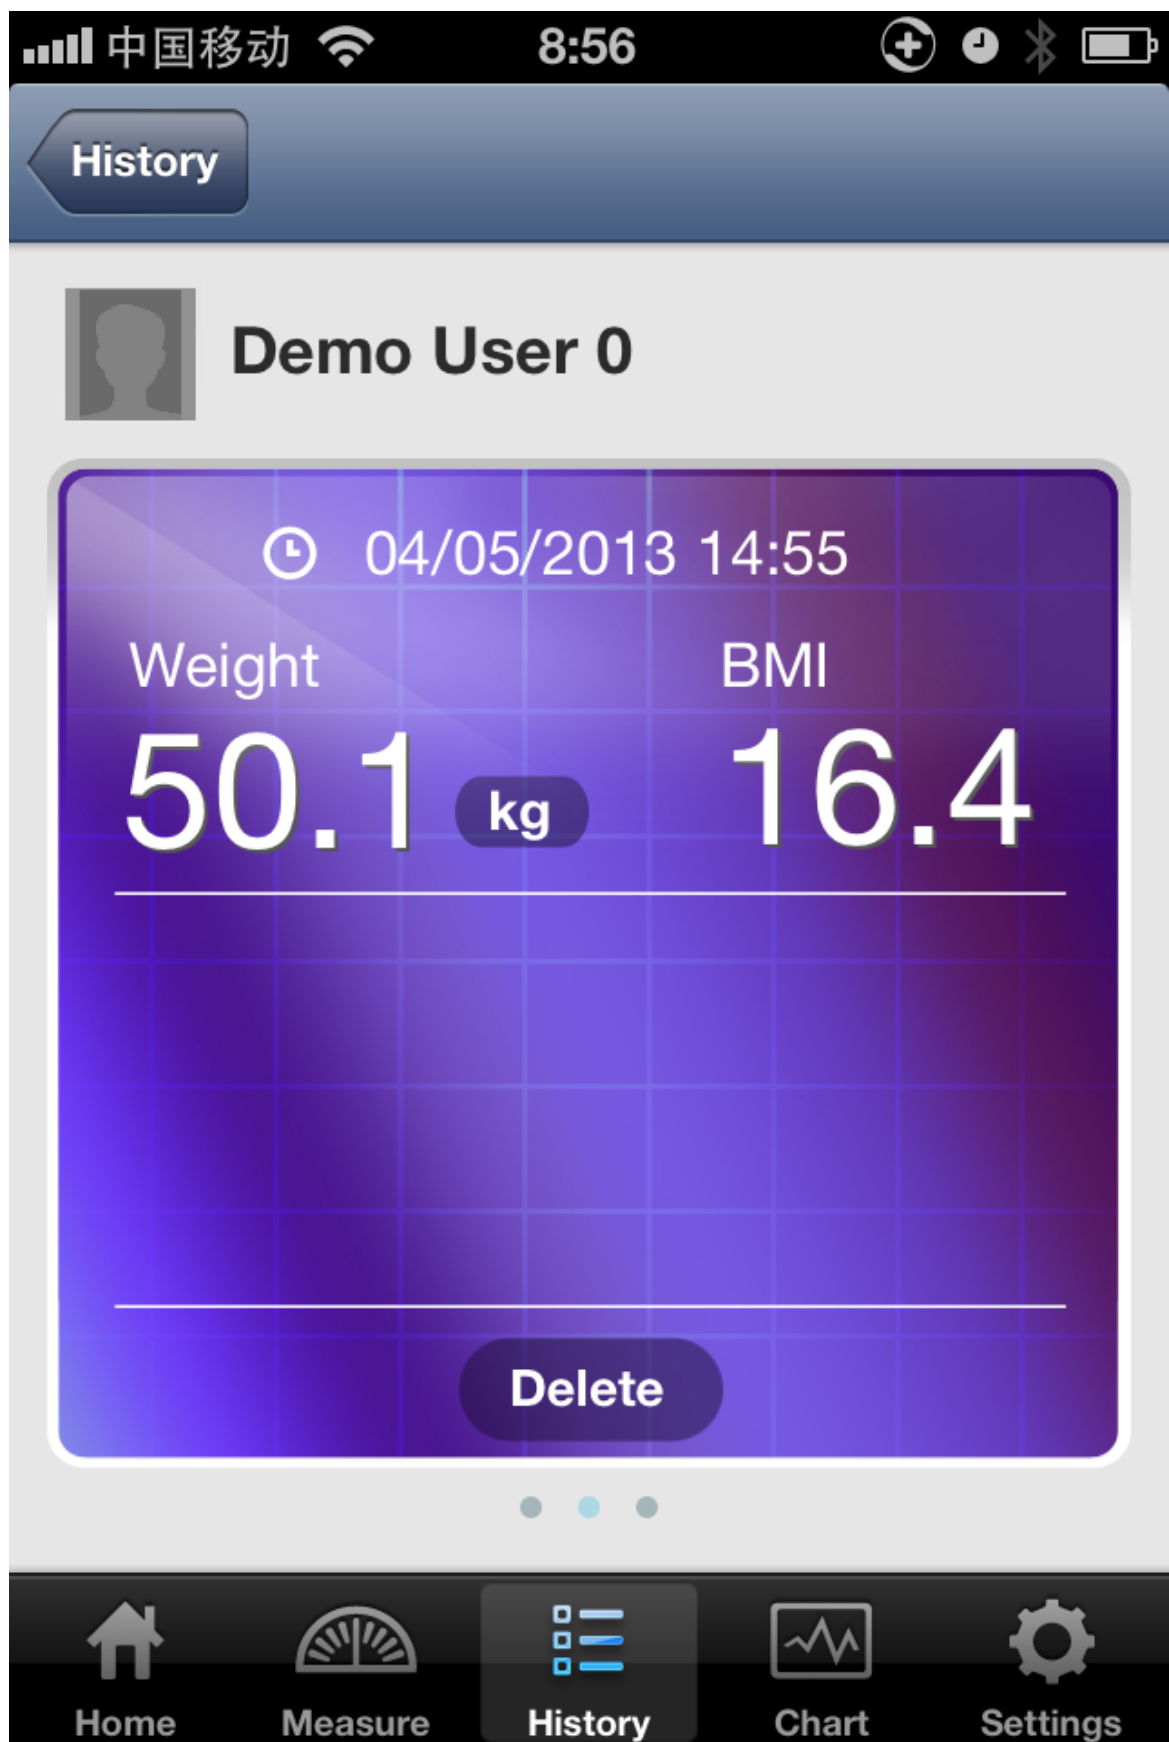 中国移动 8:56
History
Demo User 0
04/05/2013 14:55
Weight BMI
50.1 kg 16.4
Delete
Home Measure History Chart Settings